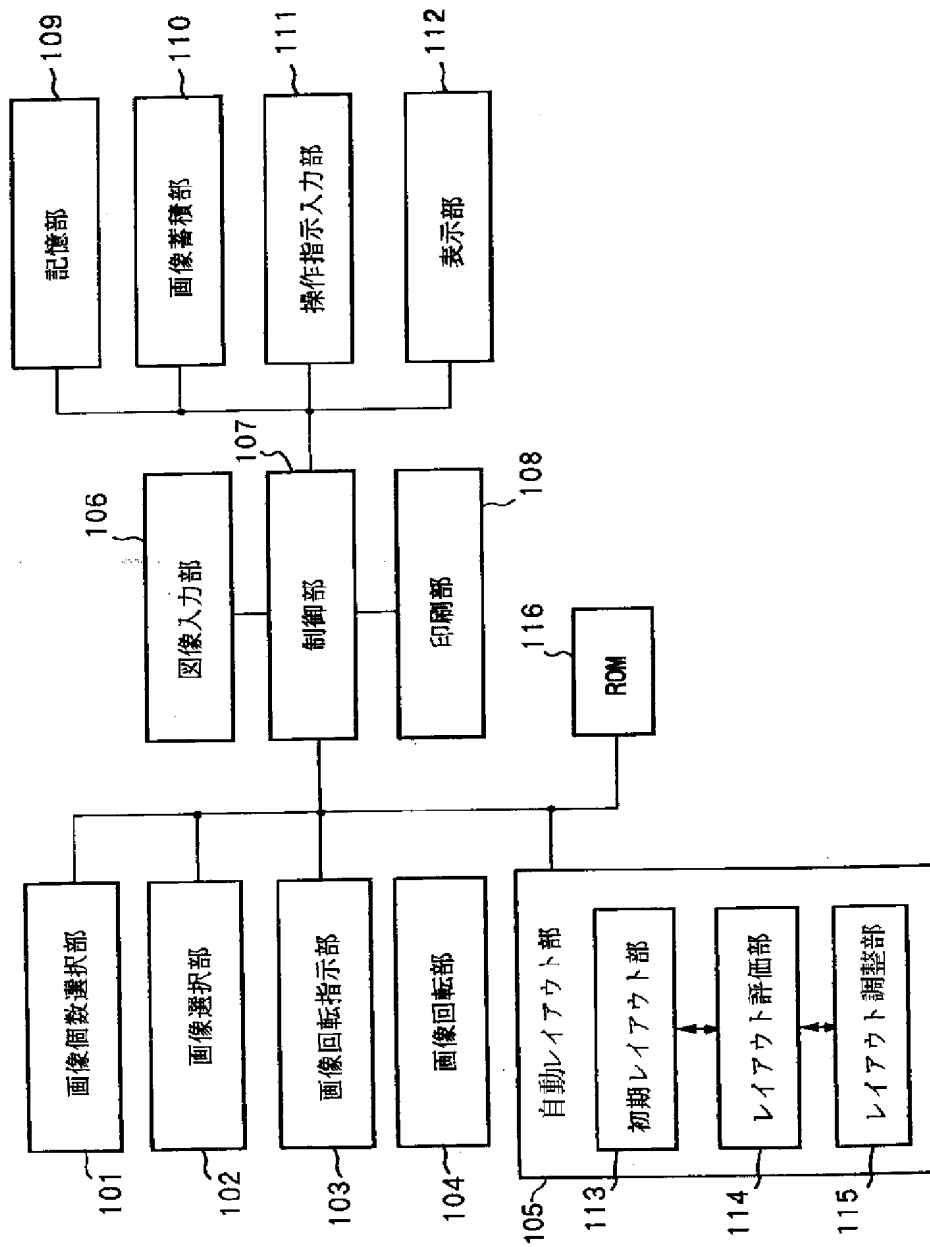 記憶部
109
画像蓄積部
110
操作指示入力部
111
表示部
112
図像入力部
106
制御部
107
印刷部
108
ROM
116
画像個数選択部
101
画像選択部
102
画像回転指示部
103
画像回転部
104
自動レイアウト部
105
初期レイアウト部
113
レイアウト評価部
114
レイアウト調整部
115